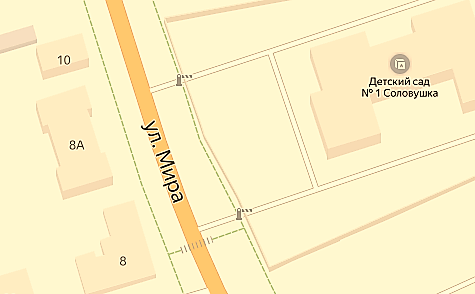 10
Детский сад
№ 1 Соловушка
8А
ул. Мира
8